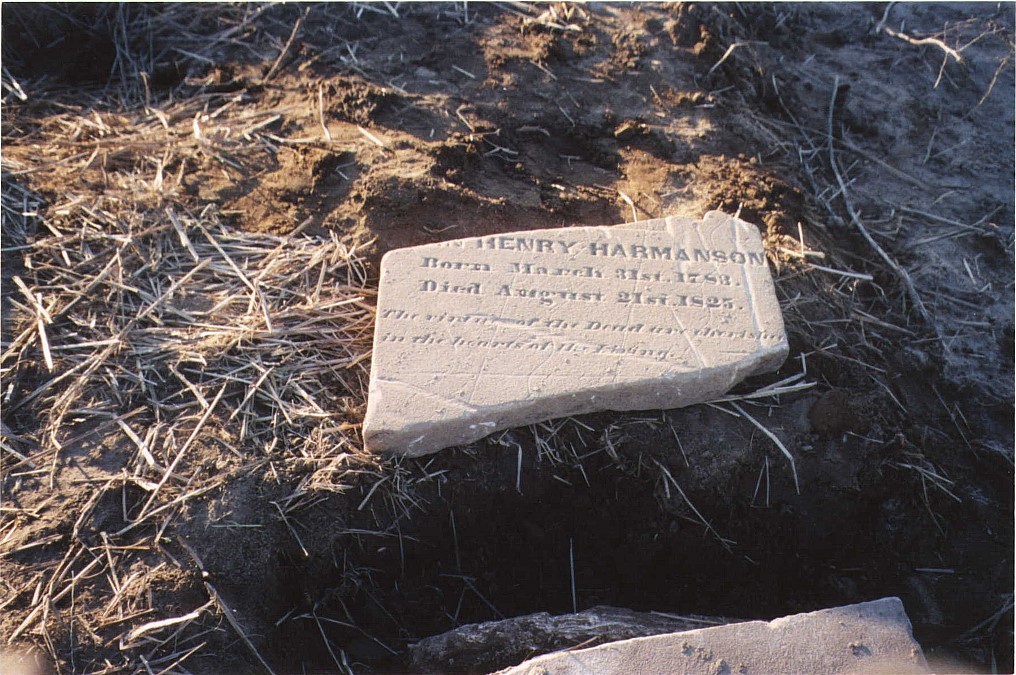 HENRY HARMANSON
Born March 31st. 1783.
Died August 21st. 1825.
The virtues of the Dead are cherish
in the hearts of the Living.